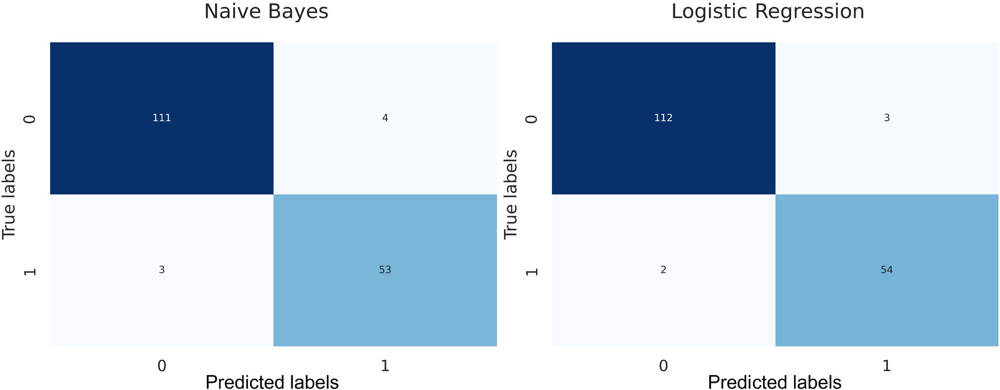 Naive Bayes
True labels
0
111
4
1
3
53
0
1
Predicted labels
Logistic Regression
True labels
0
112
3
1
2
54
0
1
Predicted labels